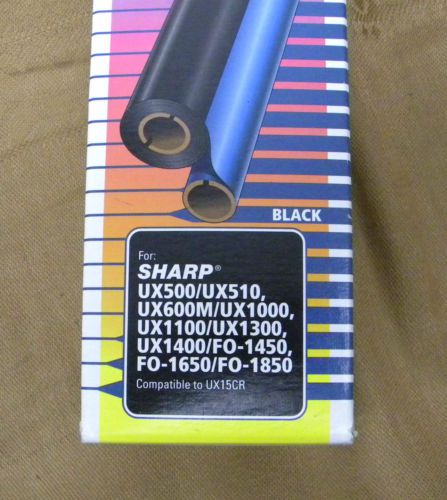 BLACK
For:
SHARP®
UX500/UX510,
UX600M/UX1000,
UX1100/UX1300,
UX1400/FO-1450,
FO-1650/FO-1850
Compatible to UX15CR